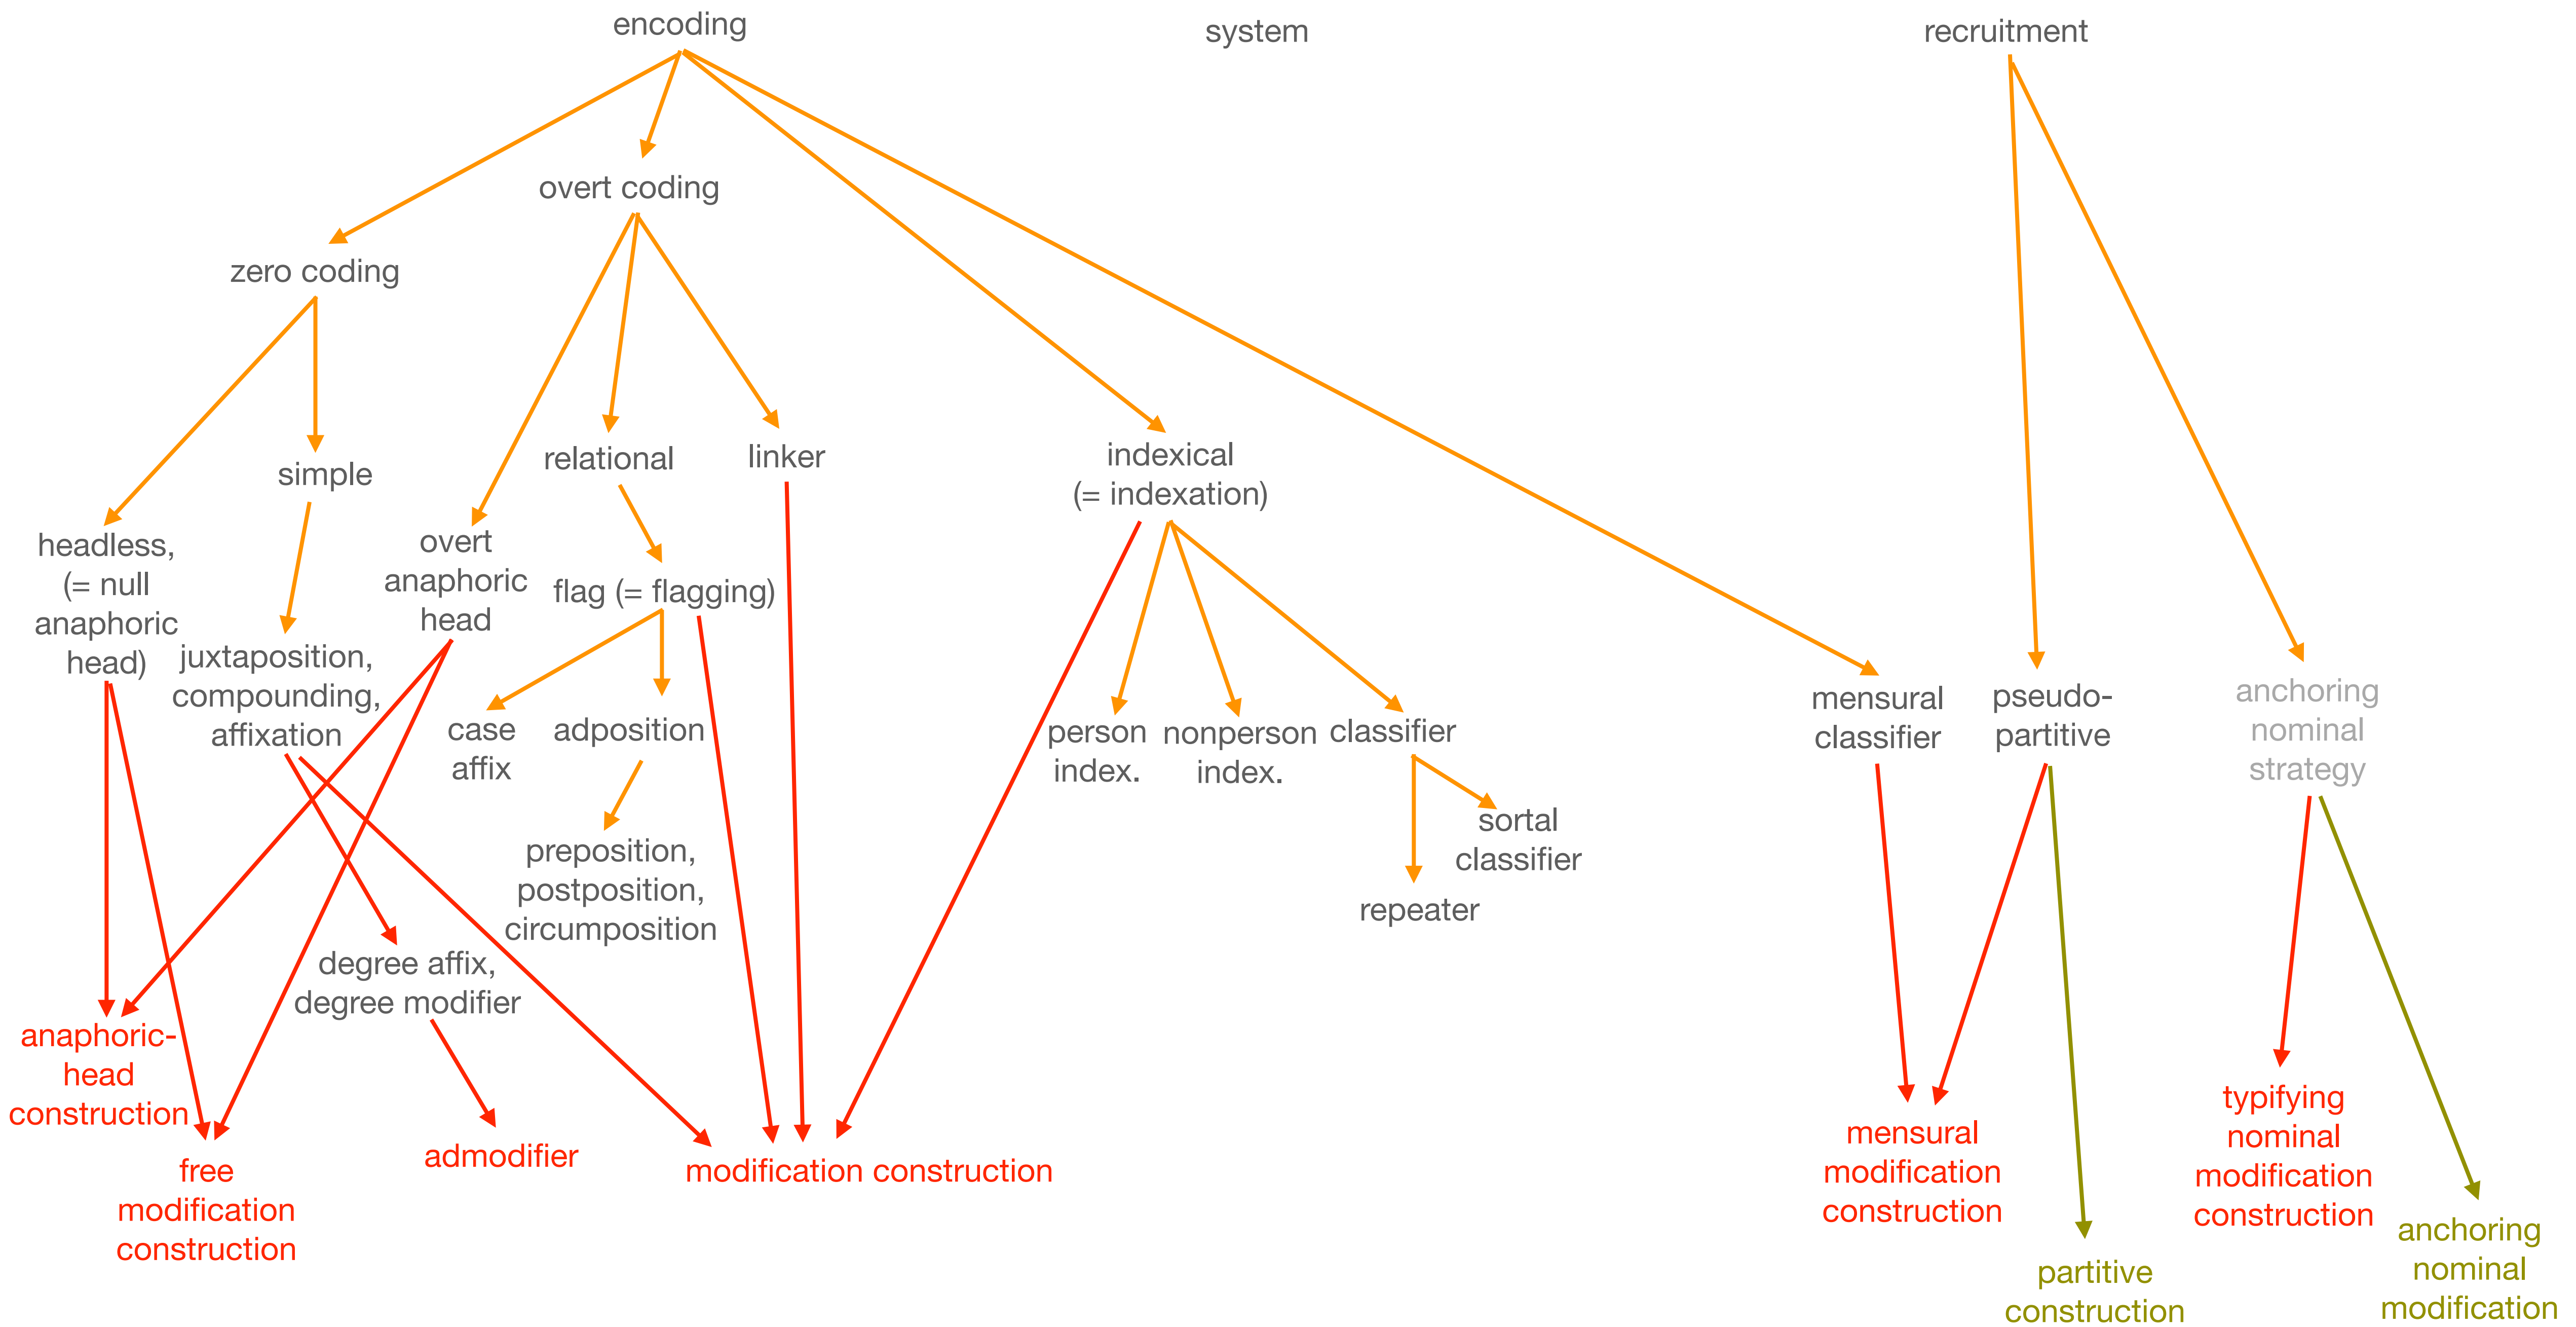 encoding
system
recruitment
overt coding
zero coding
relational
linker
indexical
(= indexation)
simple
headless,
(= null
anaphoric
head)
overt
anaphoric
head
flag (= flagging)
juxtaposition,
compounding,
affixation
case
affix
adposition
person
index.
nonperson
index.
classifier
mensural
classifier
pseudo-
partitive
anchoring
nominal
strategy
sortal
classifier
preposition,
postposition,
circumposition
repeater
degree affix,
degree modifier
anaphoric-
head
construction
free
modification
construction
admodifier
modification construction
mensural
modification
construction
typifying
nominal
modification
construction
partitive
construction
anchoring
nominal
modification